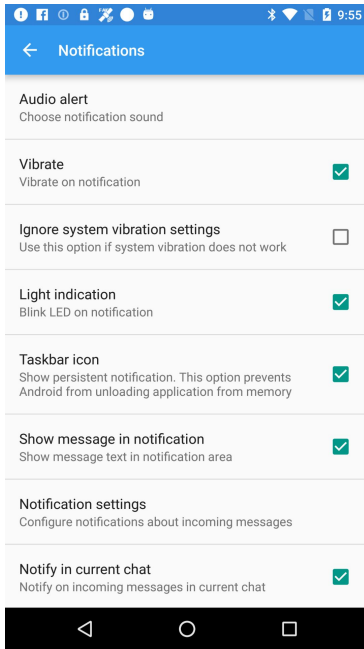 9:55
Notifications
Audio alert
Choose notification sound
Vibrate
Vibrate on notification
Ignore system vibration settings
Use this option if system vibration does not work
Light indication
Blink LED on notification
Taskbar icon
Show persistent notification. This option prevents
Android from unloading application from memory
Show message in notification
Show message text in notification area
Notification settings
Configure notifications about incoming messages
Notify in current chat
Notify on incoming messages in current chat